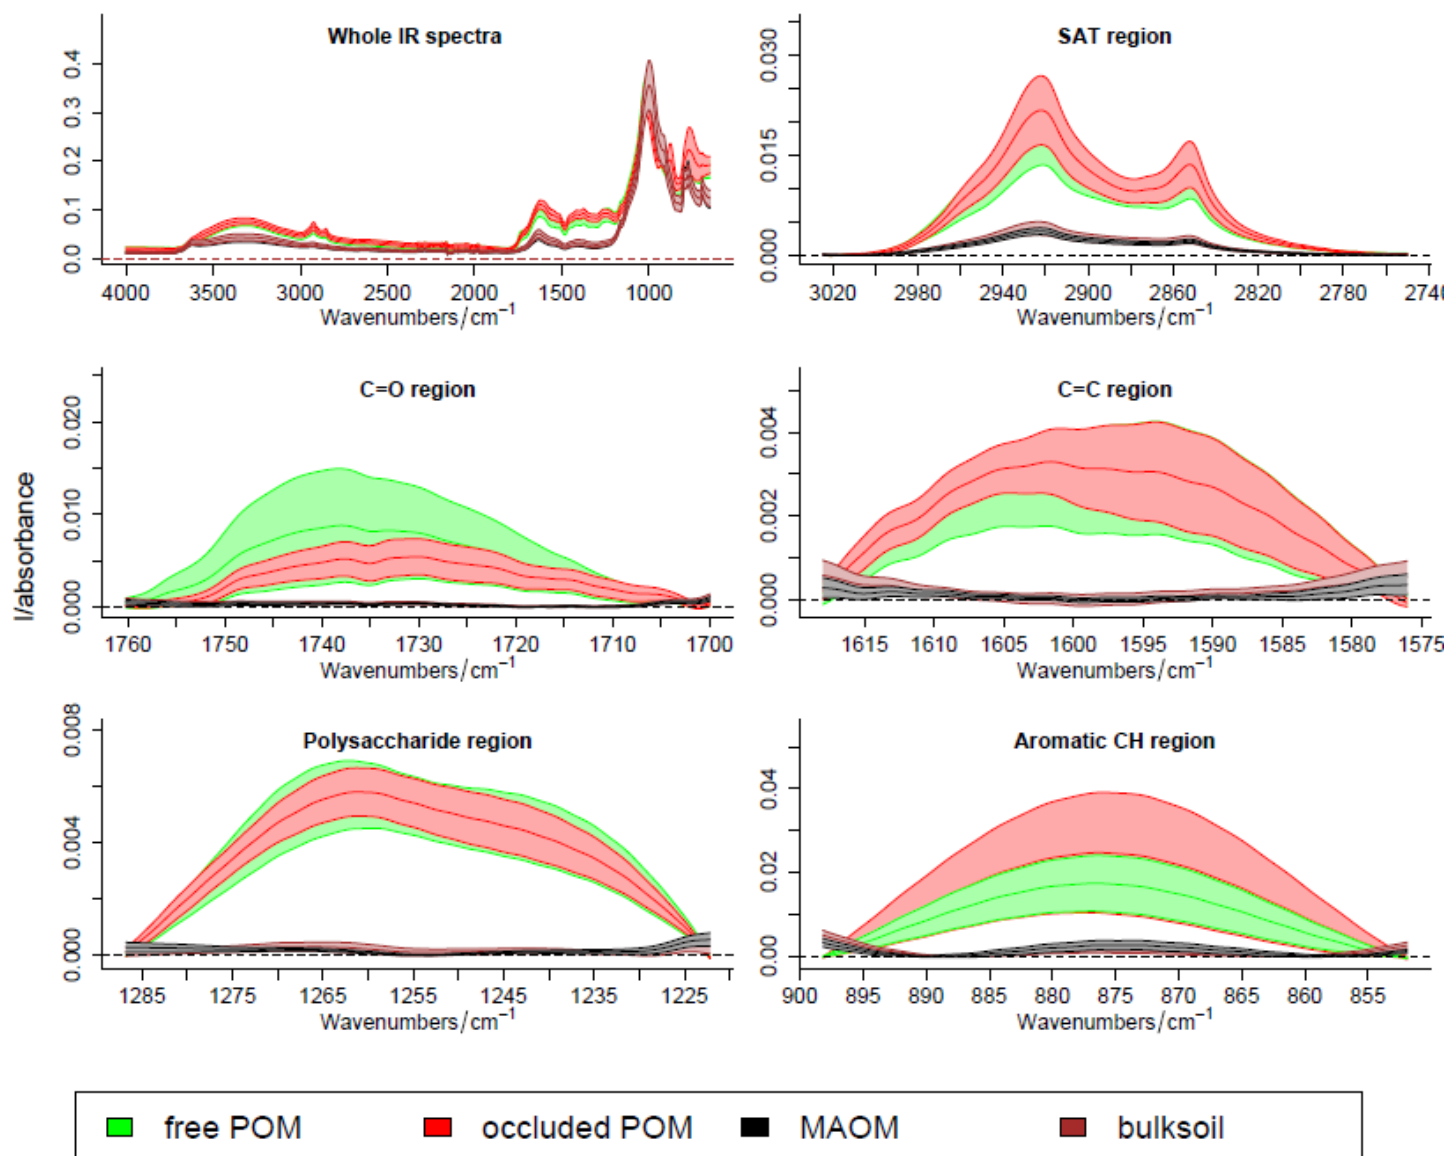 Whole IR spectra
0.0 0.1 0.2 0.3 0.4
4000 3500 3000 2500 2000 1500 1000
Wavenumbers/cm⁻¹
SAT region
0.000 0.015 0.030
3020 2980 2940 2900 2860 2820 2780 2740
Wavenumbers/cm⁻¹
I/absorbance
C=O region
0.000 0.010 0.020
1760 1750 1740 1730 1720 1710 1700
Wavenumbers/cm⁻¹
C=C region
0.000 0.002 0.004
1615 1610 1605 1600 1595 1590 1585 1580 1575
Wavenumbers/cm⁻¹
Polysaccharide region
0.000 0.004 0.008
1285 1275 1265 1255 1245 1235 1225
Wavenumbers/cm⁻¹
Aromatic CH region
0.00 0.02 0.04
900 895 890 885 880 875 870 865 860 855
Wavenumbers/cm⁻¹
free POM occluded POM MAOM bulksoil